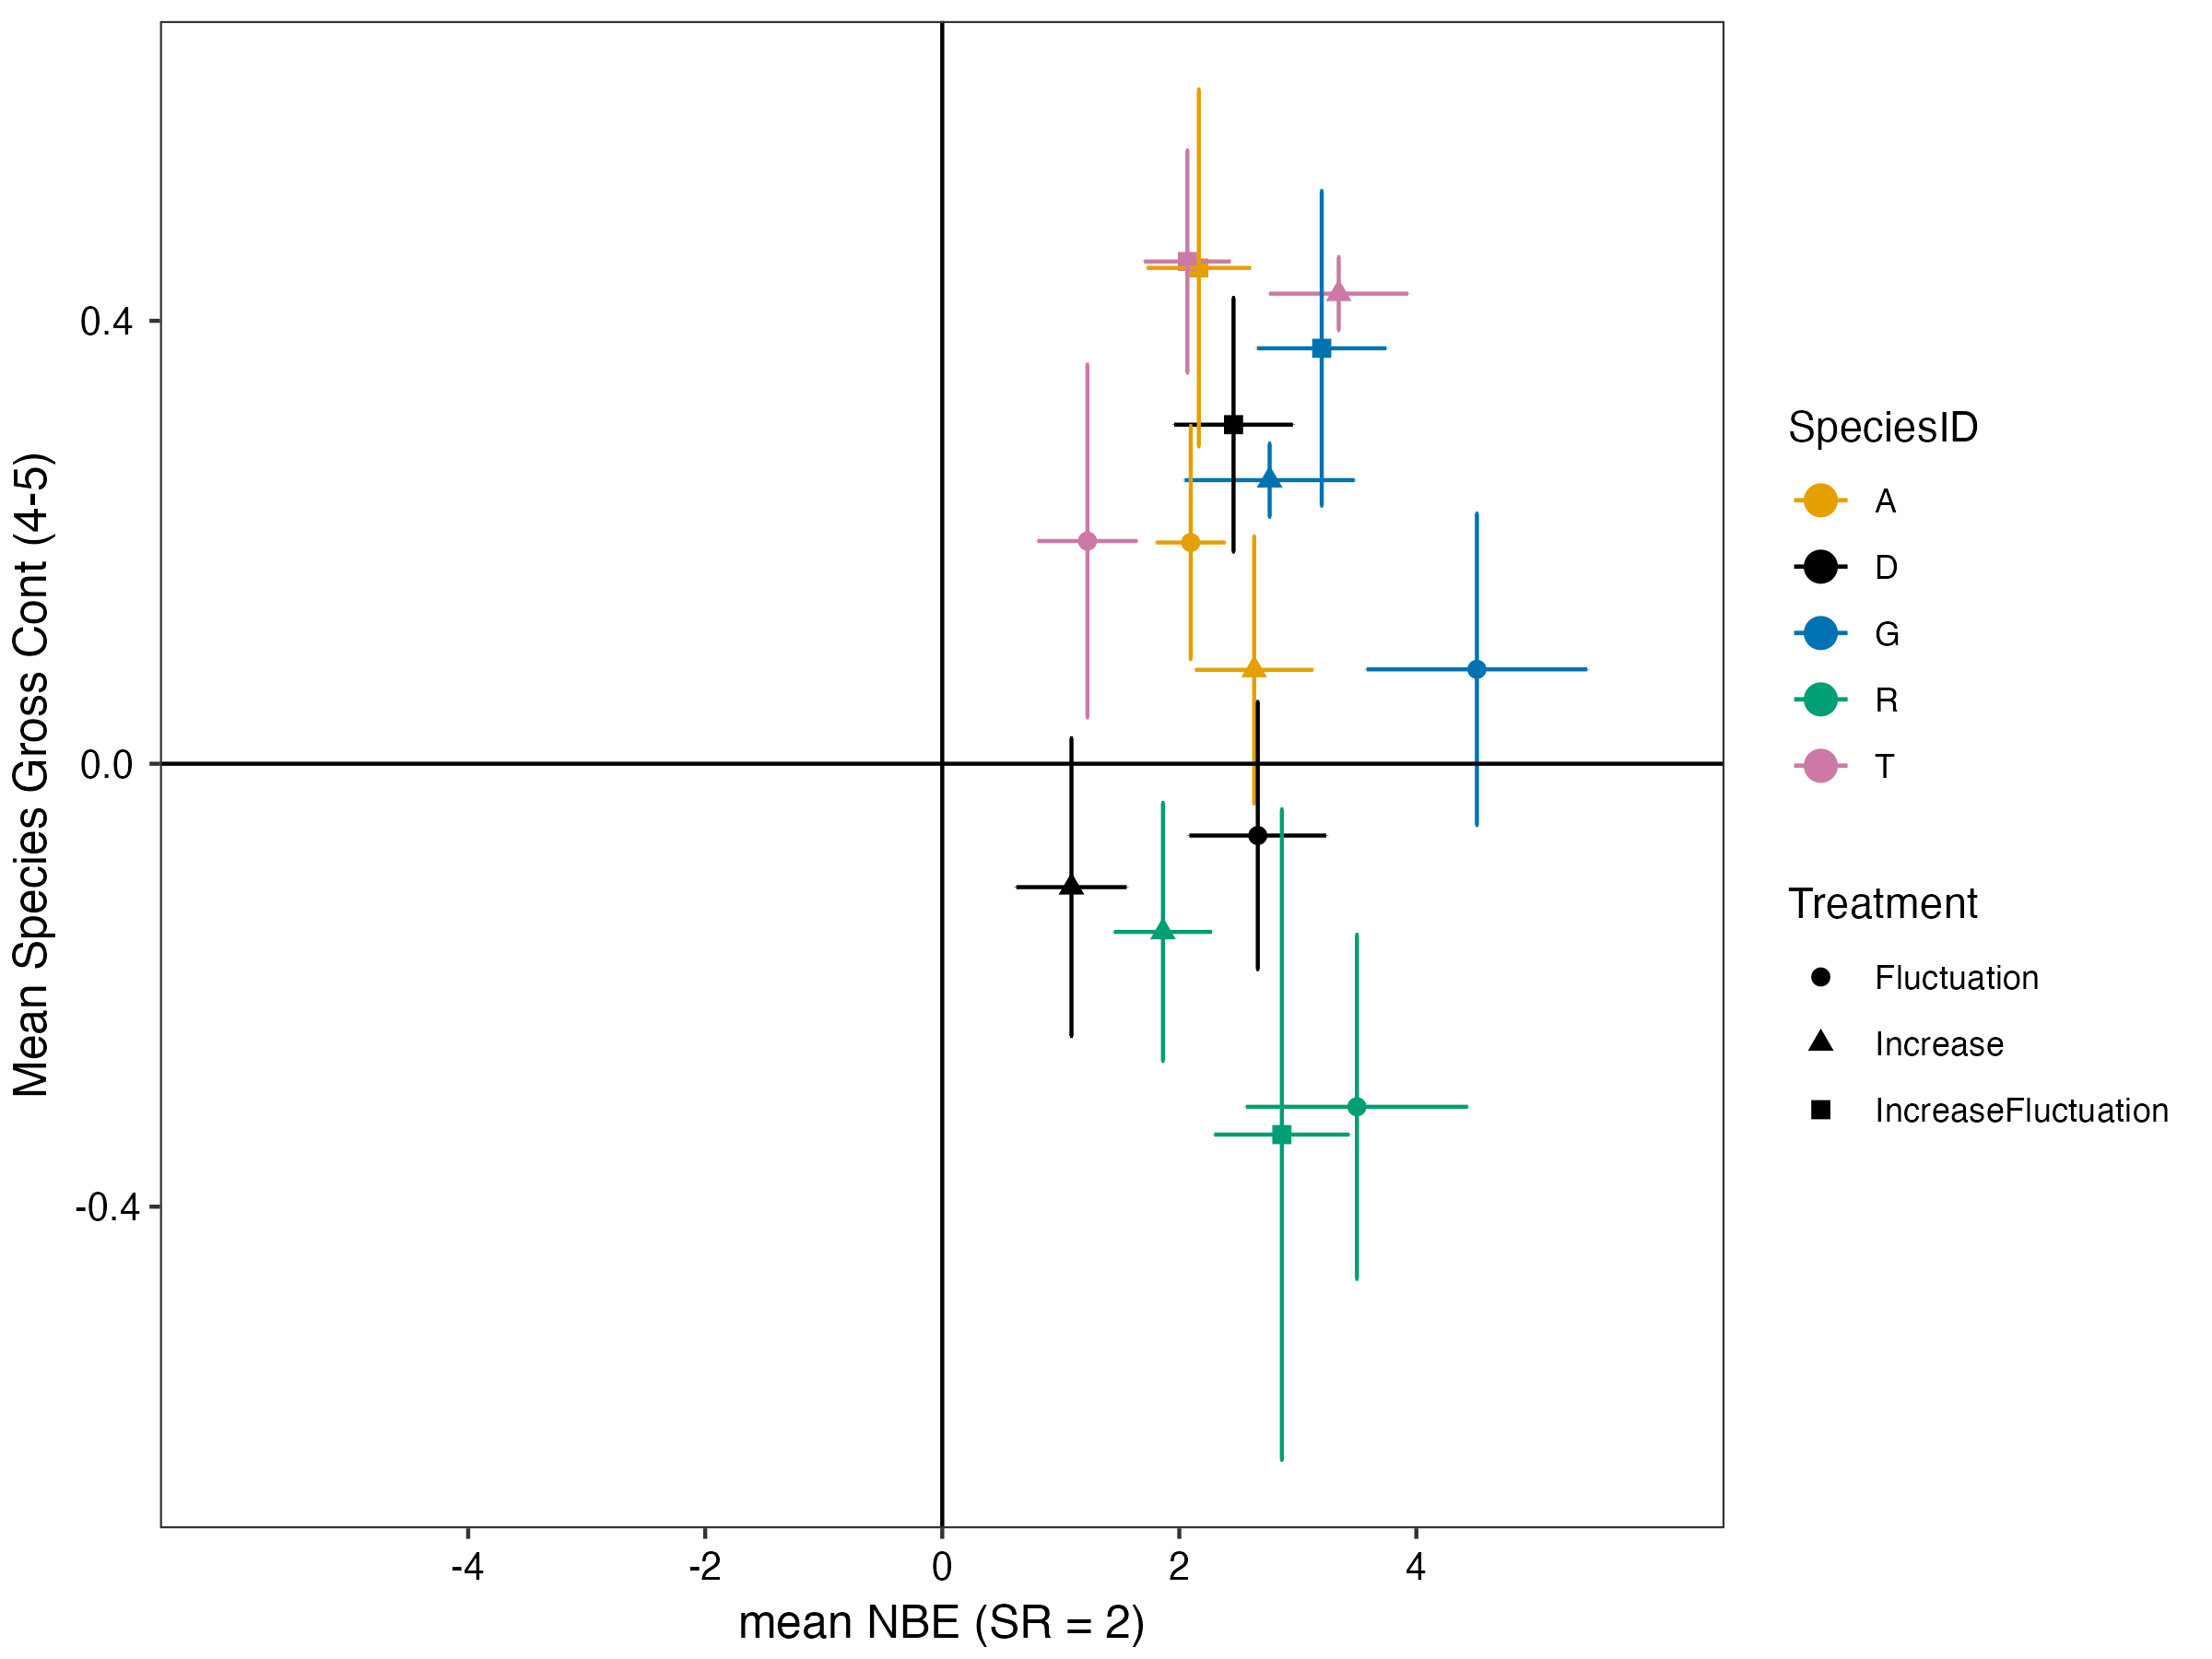 Mean Species Gross Cont (4-5)
0.4
0.0
-0.4
-4
-2
0
2
4
mean NBE (SR = 2)
SpeciesID
A
D
G
R
T
Treatment
Fluctuation
Increase
IncreaseFluctuation